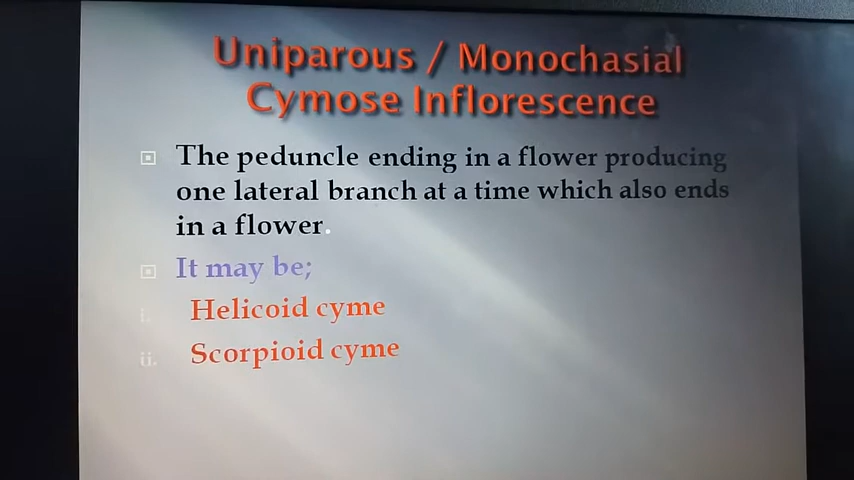 Uniparous / Monochasial
Cymose Inflorescence
The peduncle ending in a flower producing
one lateral branch at a time which also ends
in a flower.
It may be;
i. Helicoid cyme
ii. Scorpioid cyme